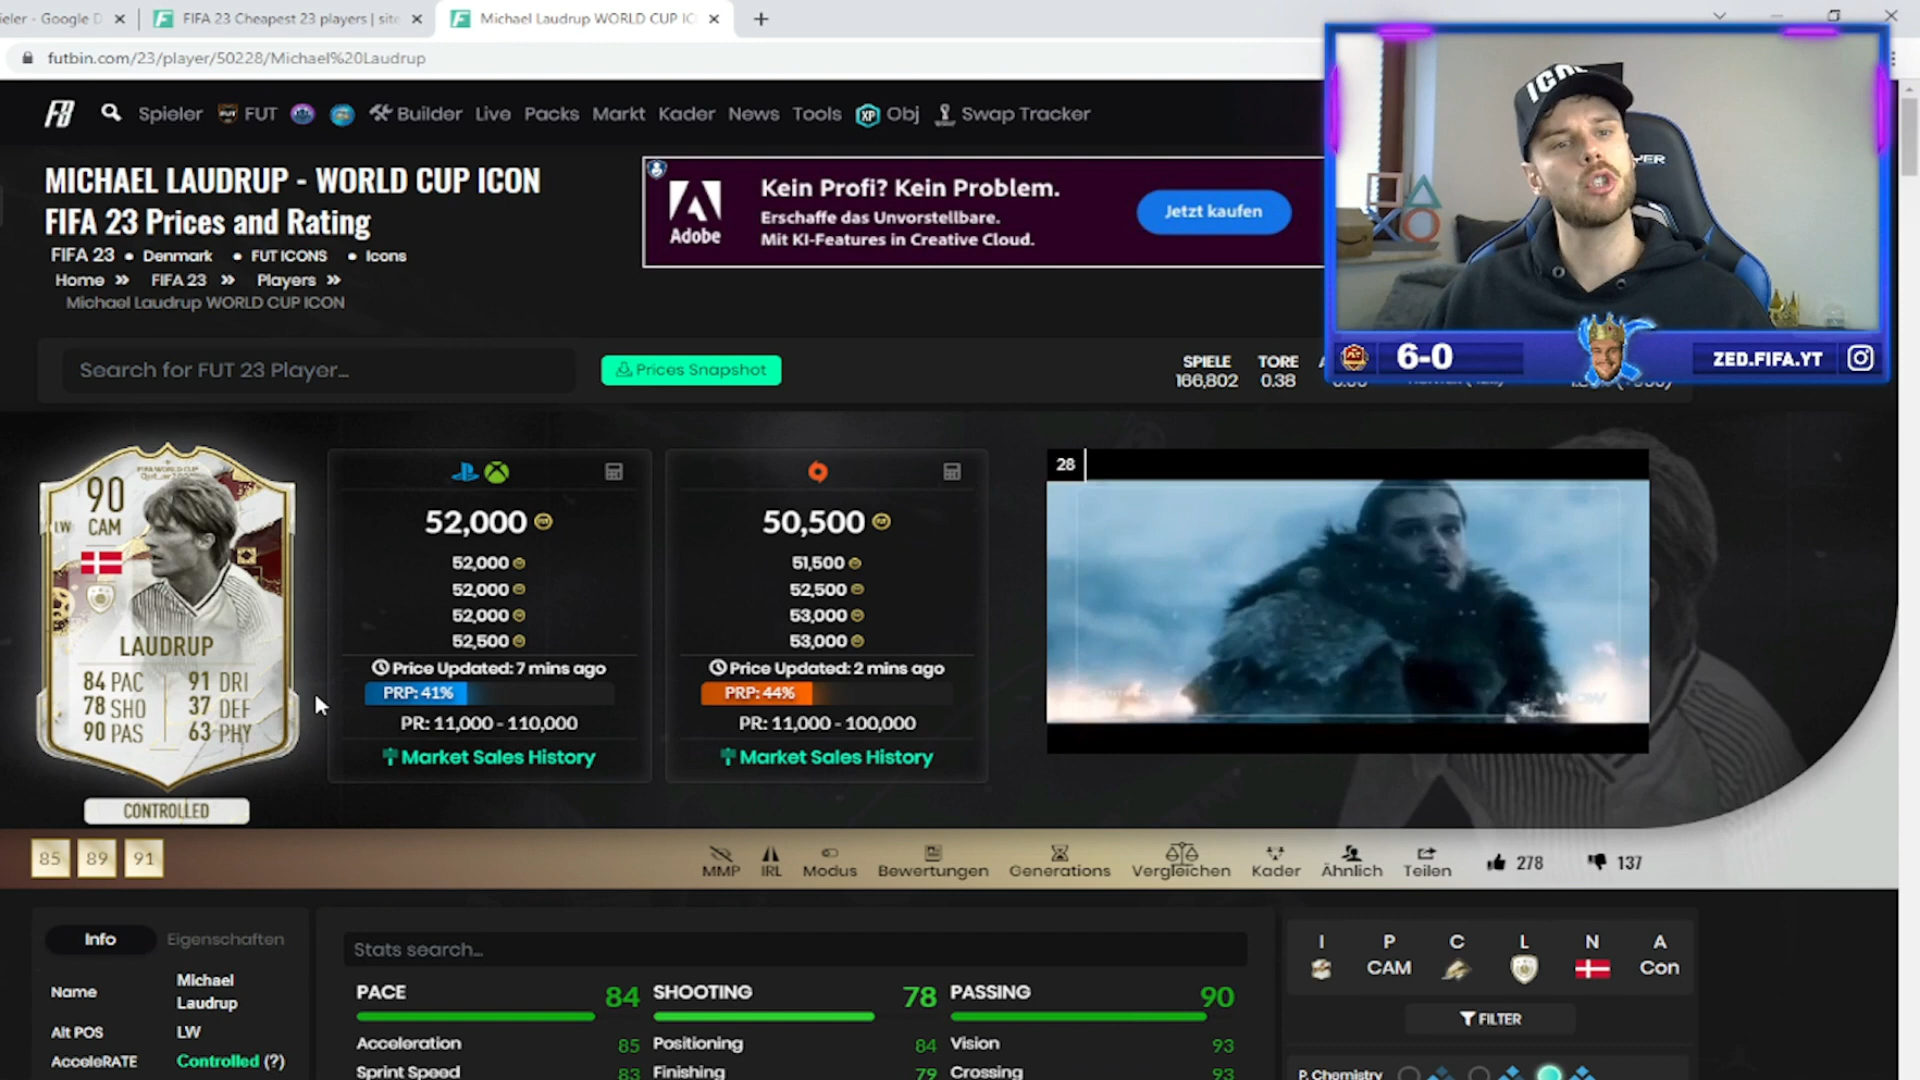 ieler - Google D
FIFA 23 Cheapest 23 players | site
Michael Laudrup WORLD CUP IC
futbin.com/23/player/50228/Michael%20Laudrup
Spieler
FUT
Builder
Live
Packs
Markt
Kader
News
Tools
XP
Obj
Swap Tracker
MICHAEL LAUDRUP - WORLD CUP ICON
FIFA 23 Prices and Rating
FIFA 23 • Denmark • FUT ICONS • Icons
Home » FIFA 23 » Players »
Michael Laudrup WORLD CUP ICON
Adobe
Kein Profi? Kein Problem.
Erschaffe das Unvorstellbare.
Mit KI-Features in Creative Cloud.
Jetzt kaufen
ICON
6-0
ZED.FIFA.YT
Search for FUT 23 Player...
Prices Snapshot
SPIELE
166,802
TORE
0.38
90
CAM
LW
LAUDRUP
84 PAC
91 DRI
78 SHO
37 DEF
90 PAS
63 PHY
CONTROLLED
52,000
52,000
52,000
52,000
52,500
Price Updated: 7 mins ago
PRP: 41%
PR: 11,000 - 110,000
Market Sales History
50,500
51,500
52,500
53,000
53,000
Price Updated: 2 mins ago
PRP: 44%
PR: 11,000 - 100,000
Market Sales History
28
WOW
85
89
91
MMP
IRL
Modus
Bewertungen
Generations
Vergleichen
Kader
Ähnlich
Teilen
278
137
Info
Eigenschaften
Name
Michael
Laudrup
Alt POS
LW
AcceleRATE
Controlled (?)
Stats search...
PACE 84
Acceleration 85
Sprint Speed 83
SHOOTING 78
Positioning 84
Finishing 79
PASSING 90
Vision 93
Crossing 93
I
P
C
L
N
A
CAM
Con
FILTER
P. Chemistry